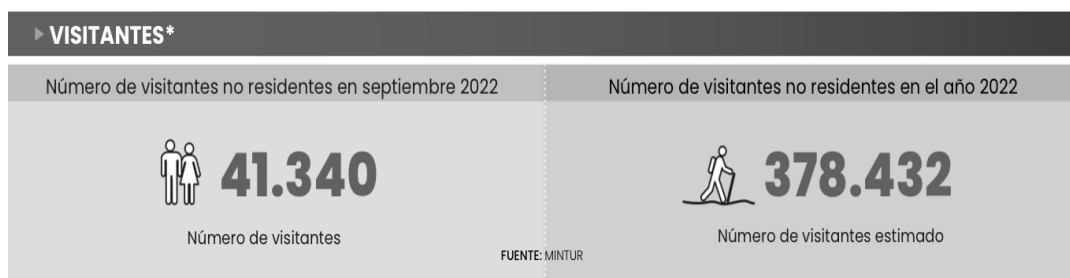 VISITANTES*
Número de visitantes no residentes en septiembre 2022
41.340
Número de visitantes
Número de visitantes no residentes en el año 2022
378.432
Número de visitantes estimado
FUENTE: MINTUR